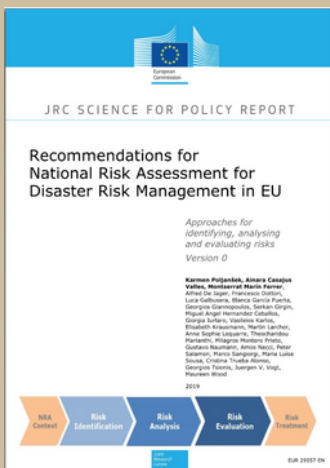 European
Commission
JRC SCIENCE FOR POLICY REPORT
Recommendations for
National Risk Assessment for
Disaster Risk Management in EU
Approaches for
identifying, analysing
and evaluating risks
Version 0
Karmen Poljanšek, Ainara Casajus
Valles, Montserrat Marin Ferrer,
Alfred De Jager, Francesco Dottori,
Luca Galbusera, Blanca Garcia Puerta,
Georgios Giannopoulos, Serkan Girgin,
Miguel Angel Hernandez Ceballos,
Giorgia Iurlaro, Vasileios Karlos,
Elisabeth Krausmann, Martin Larcher,
Anne Sophie Lequarre, Theocharidou
Marianthi, Milagros Montero Prieto,
Gustavo Naumann, Amos Necci, Peter
Salamon, Marco Sangiorgi, Maria Luisa
Sousa, Cristina Trueba Alonso,
Georgios Tsionis, Juergen V. Vogt,
Maureen Wood
2019
NRA
Context
Risk
Identification
Risk
Analysis
Risk
Evaluation
Risk
Treatment
Joint
Research
Centre
EUR 29557 EN